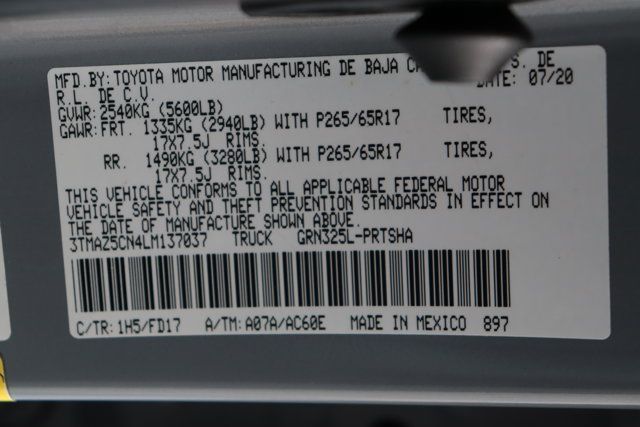 MFD.BY:TOYOTA MOTOR MANUFACTURING DE BAJA S. DE
R.L. DE C.V. DATE: 07/20
GVWR: 2540KG (5600LB)
GAWR: FRT. 1335KG (2940LB) WITH P265/65R17 TIRES,
17X7.5J RIMS.
RR. 1490KG (3280LB) WITH P265/65R17 TIRES,
17X7.5J RIMS.
THIS VEHICLE CONFORMS TO ALL APPLICABLE FEDERAL MOTOR
VEHICLE SAFETY AND THEFT PREVENTION STANDARDS IN EFFECT ON
THE DATE OF MANUFACTURE SHOWN ABOVE.
3TMAZ5CN4LM137037 TRUCK GRN325L-PRTSHA
C/TR: 1H5/FD17 A/TM: A07A/AC60E MADE IN MEXICO 897